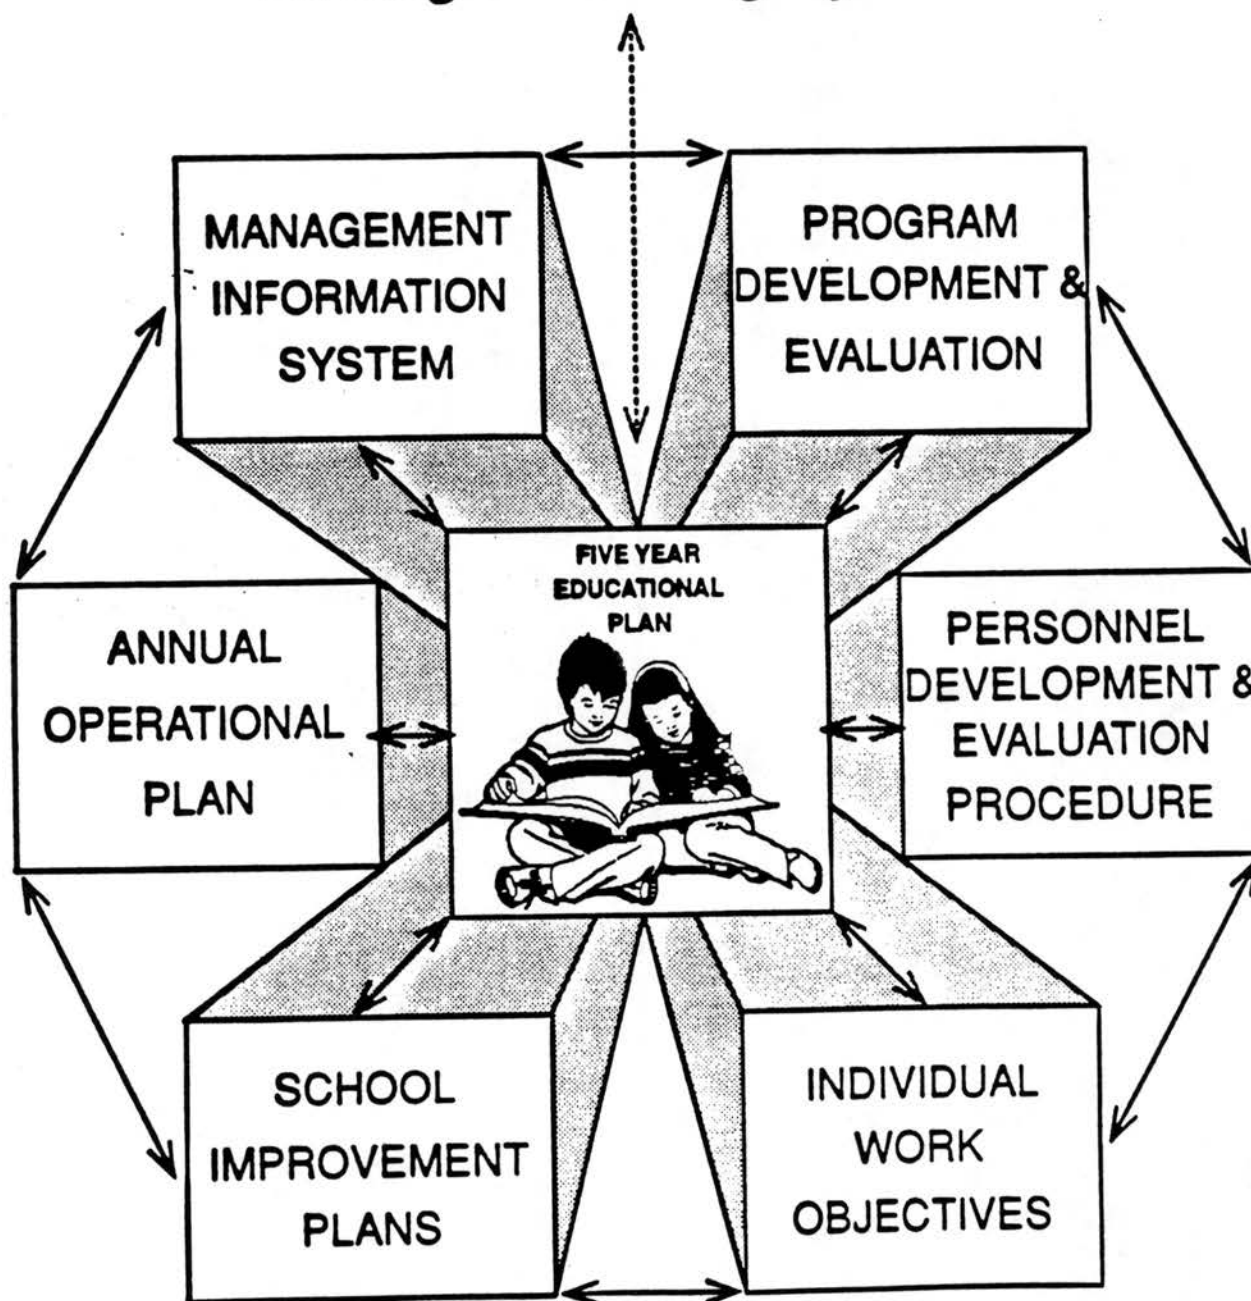 MANAGEMENT
INFORMATION
SYSTEM
PROGRAM
DEVELOPMENT &
EVALUATION
FIVE YEAR
EDUCATIONAL
PLAN
ANNUAL
OPERATIONAL
PLAN
PERSONNEL
DEVELOPMENT &
EVALUATION
PROCEDURE
SCHOOL
IMPROVEMENT
PLANS
INDIVIDUAL
WORK
OBJECTIVES